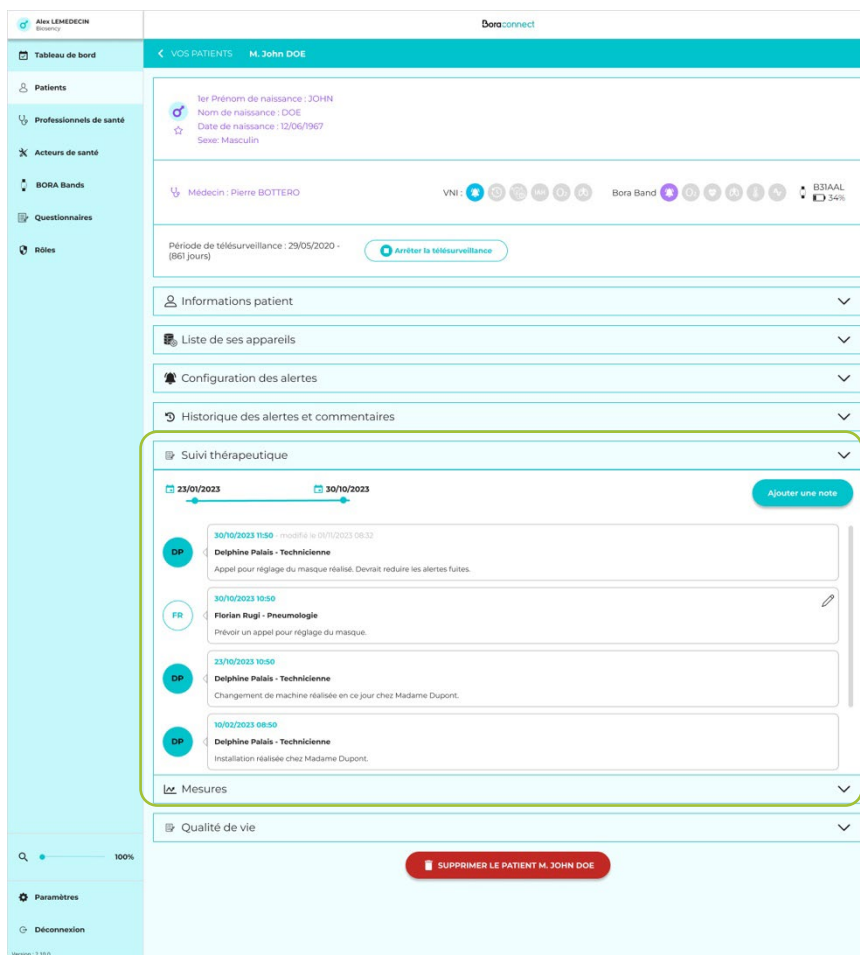 Alex LEMEDECIN
Biosency
Boraconnect
Tableau de bord
VOS PATIENTS M. John DOE
Patients
Professionnels de santé
Acteurs de santé
BORA Bands
Questionnaires
Rôles
1er Prénom de naissance : JOHN
Nom de naissance : DOE
Date de naissance : 12/06/1967
Sexe: Masculin
Médecin : Pierre BOTTERO
VNI :
IAH
O₂
Bora Band
O₂
B31AAL
34%
Période de télésurveillance : 29/05/2020 -
(861 jours)
Arrêter la télésurveillance
Informations patient
Liste de ses appareils
Configuration des alertes
Historique des alertes et commentaires
Suivi thérapeutique
23/01/2023 30/10/2023
Ajouter une note
DP
30/10/2023 11:50 - modifié le 01/11/2023 08:32
Delphine Palais - Technicienne
Appel pour réglage du masque réalisé. Devrait reduire les alertes fuites.
FR
30/10/2023 10:50
Florian Rugi - Pneumologie
Prévoir un appel pour réglage du masque.
DP
23/10/2023 10:50
Delphine Palais - Technicienne
Changement de machine réalisée en ce jour chez Madame Dupont.
DP
10/02/2023 08:50
Delphine Palais - Technicienne
Installation réalisée chez Madame Dupont.
Mesures
Qualité de vie
SUPPRIMER LE PATIENT M. JOHN DOE
100%
Paramètres
Déconnexion